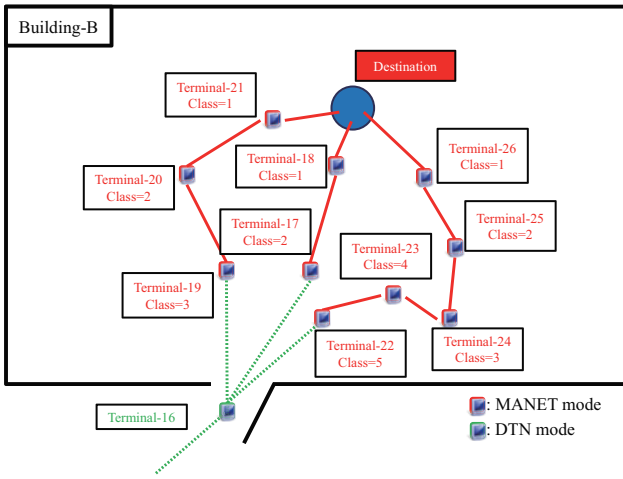 Building-B
Destination
Terminal-21
Class=1
Terminal-18
Class=1
Terminal-26
Class=1
Terminal-20
Class=2
Terminal-17
Class=2
Terminal-25
Class=2
Terminal-23
Class=4
Terminal-19
Class=3
Terminal-22
Class=5
Terminal-24
Class=3
Terminal-16
: MANET mode
: DTN mode